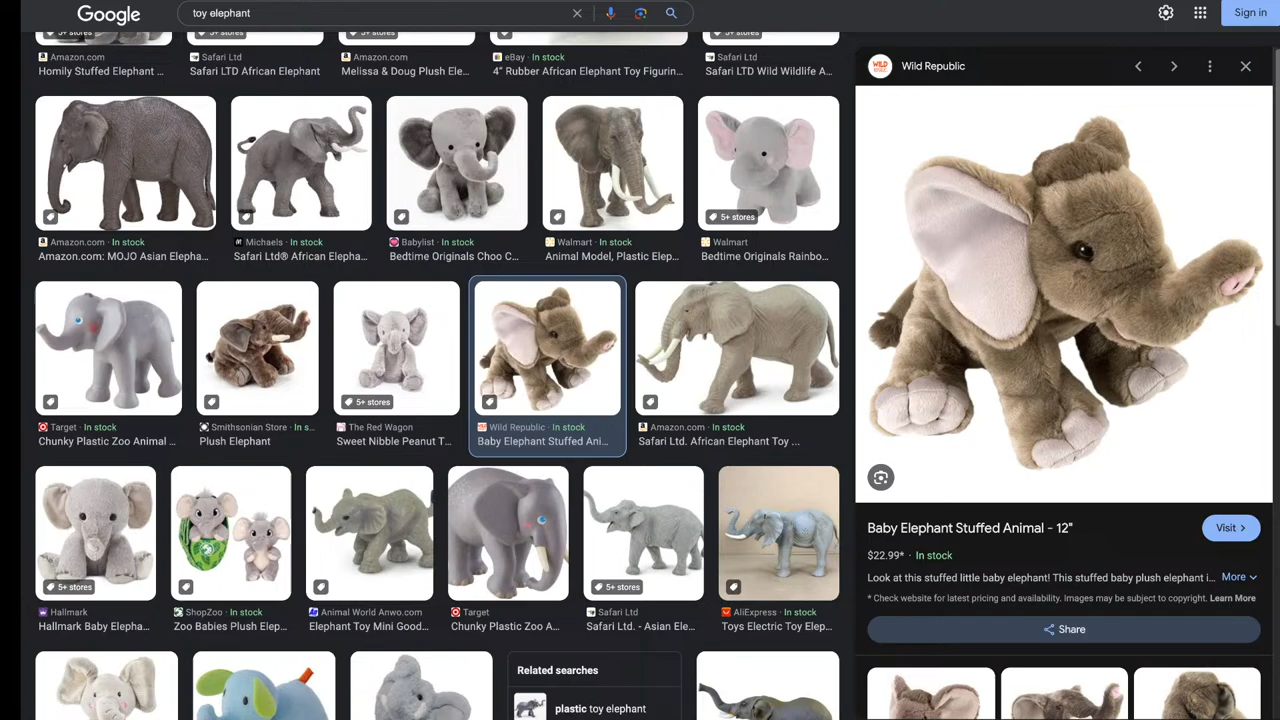 Google
toy elephant
Sign in
5+ stores
5+ stores
5+ stores
5+ stores
Amazon.com
Homily Stuffed Elephant ...
Safari Ltd
Safari LTD African Elephant
Amazon.com
Melissa & Doug Plush Ele...
eBay · In stock
4” Rubber African Elephant Toy Figurin...
Safari Ltd
Safari LTD Wild Wildlife A...
5+ stores
Amazon.com · In stock
Amazon.com: MOJO Asian Elepha...
Michaels · In stock
Safari Ltd® African Elepha...
Babylist · In stock
Bedtime Originals Choo C...
Walmart · In stock
Animal Model, Plastic Elep...
Walmart
Bedtime Originals Rainbo...
5+ stores
Target · In stock
Chunky Plastic Zoo Animal ...
Smithsonian Store · In s...
Plush Elephant
The Red Wagon
Sweet Nibble Peanut T...
Wild Republic · In stock
Baby Elephant Stuffed Ani...
Amazon.com · In stock
Safari Ltd. African Elephant Toy ...
5+ stores
5+ stores
Hallmark
Hallmark Baby Elepha...
ShopZoo · In stock
Zoo Babies Plush Elep...
Animal World Anwo.com
Elephant Toy Mini Good...
Target
Chunky Plastic Zoo A...
Safari Ltd
Safari Ltd. - Asian Ele...
AliExpress · In stock
Toys Electric Toy Elep...
Related searches
plastic toy elephant
WILD
Wild Republic
Baby Elephant Stuffed Animal - 12"
Visit
$22.99* · In stock
Look at this stuffed little baby elephant! This stuffed baby plush elephant i... More
* Check website for latest pricing and availability. Images may be subject to copyright. Learn More
Share